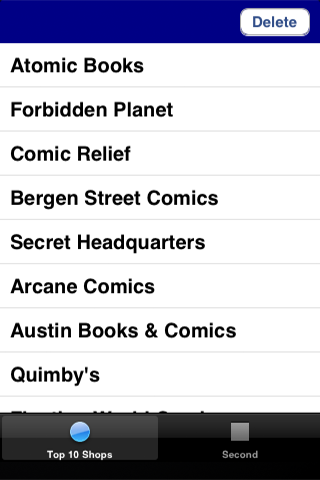 Delete
Atomic Books
Forbidden Planet
Comic Relief
Bergen Street Comics
Secret Headquarters
Arcane Comics
Austin Books & Comics
Quimby's
Top 10 Shops
Second